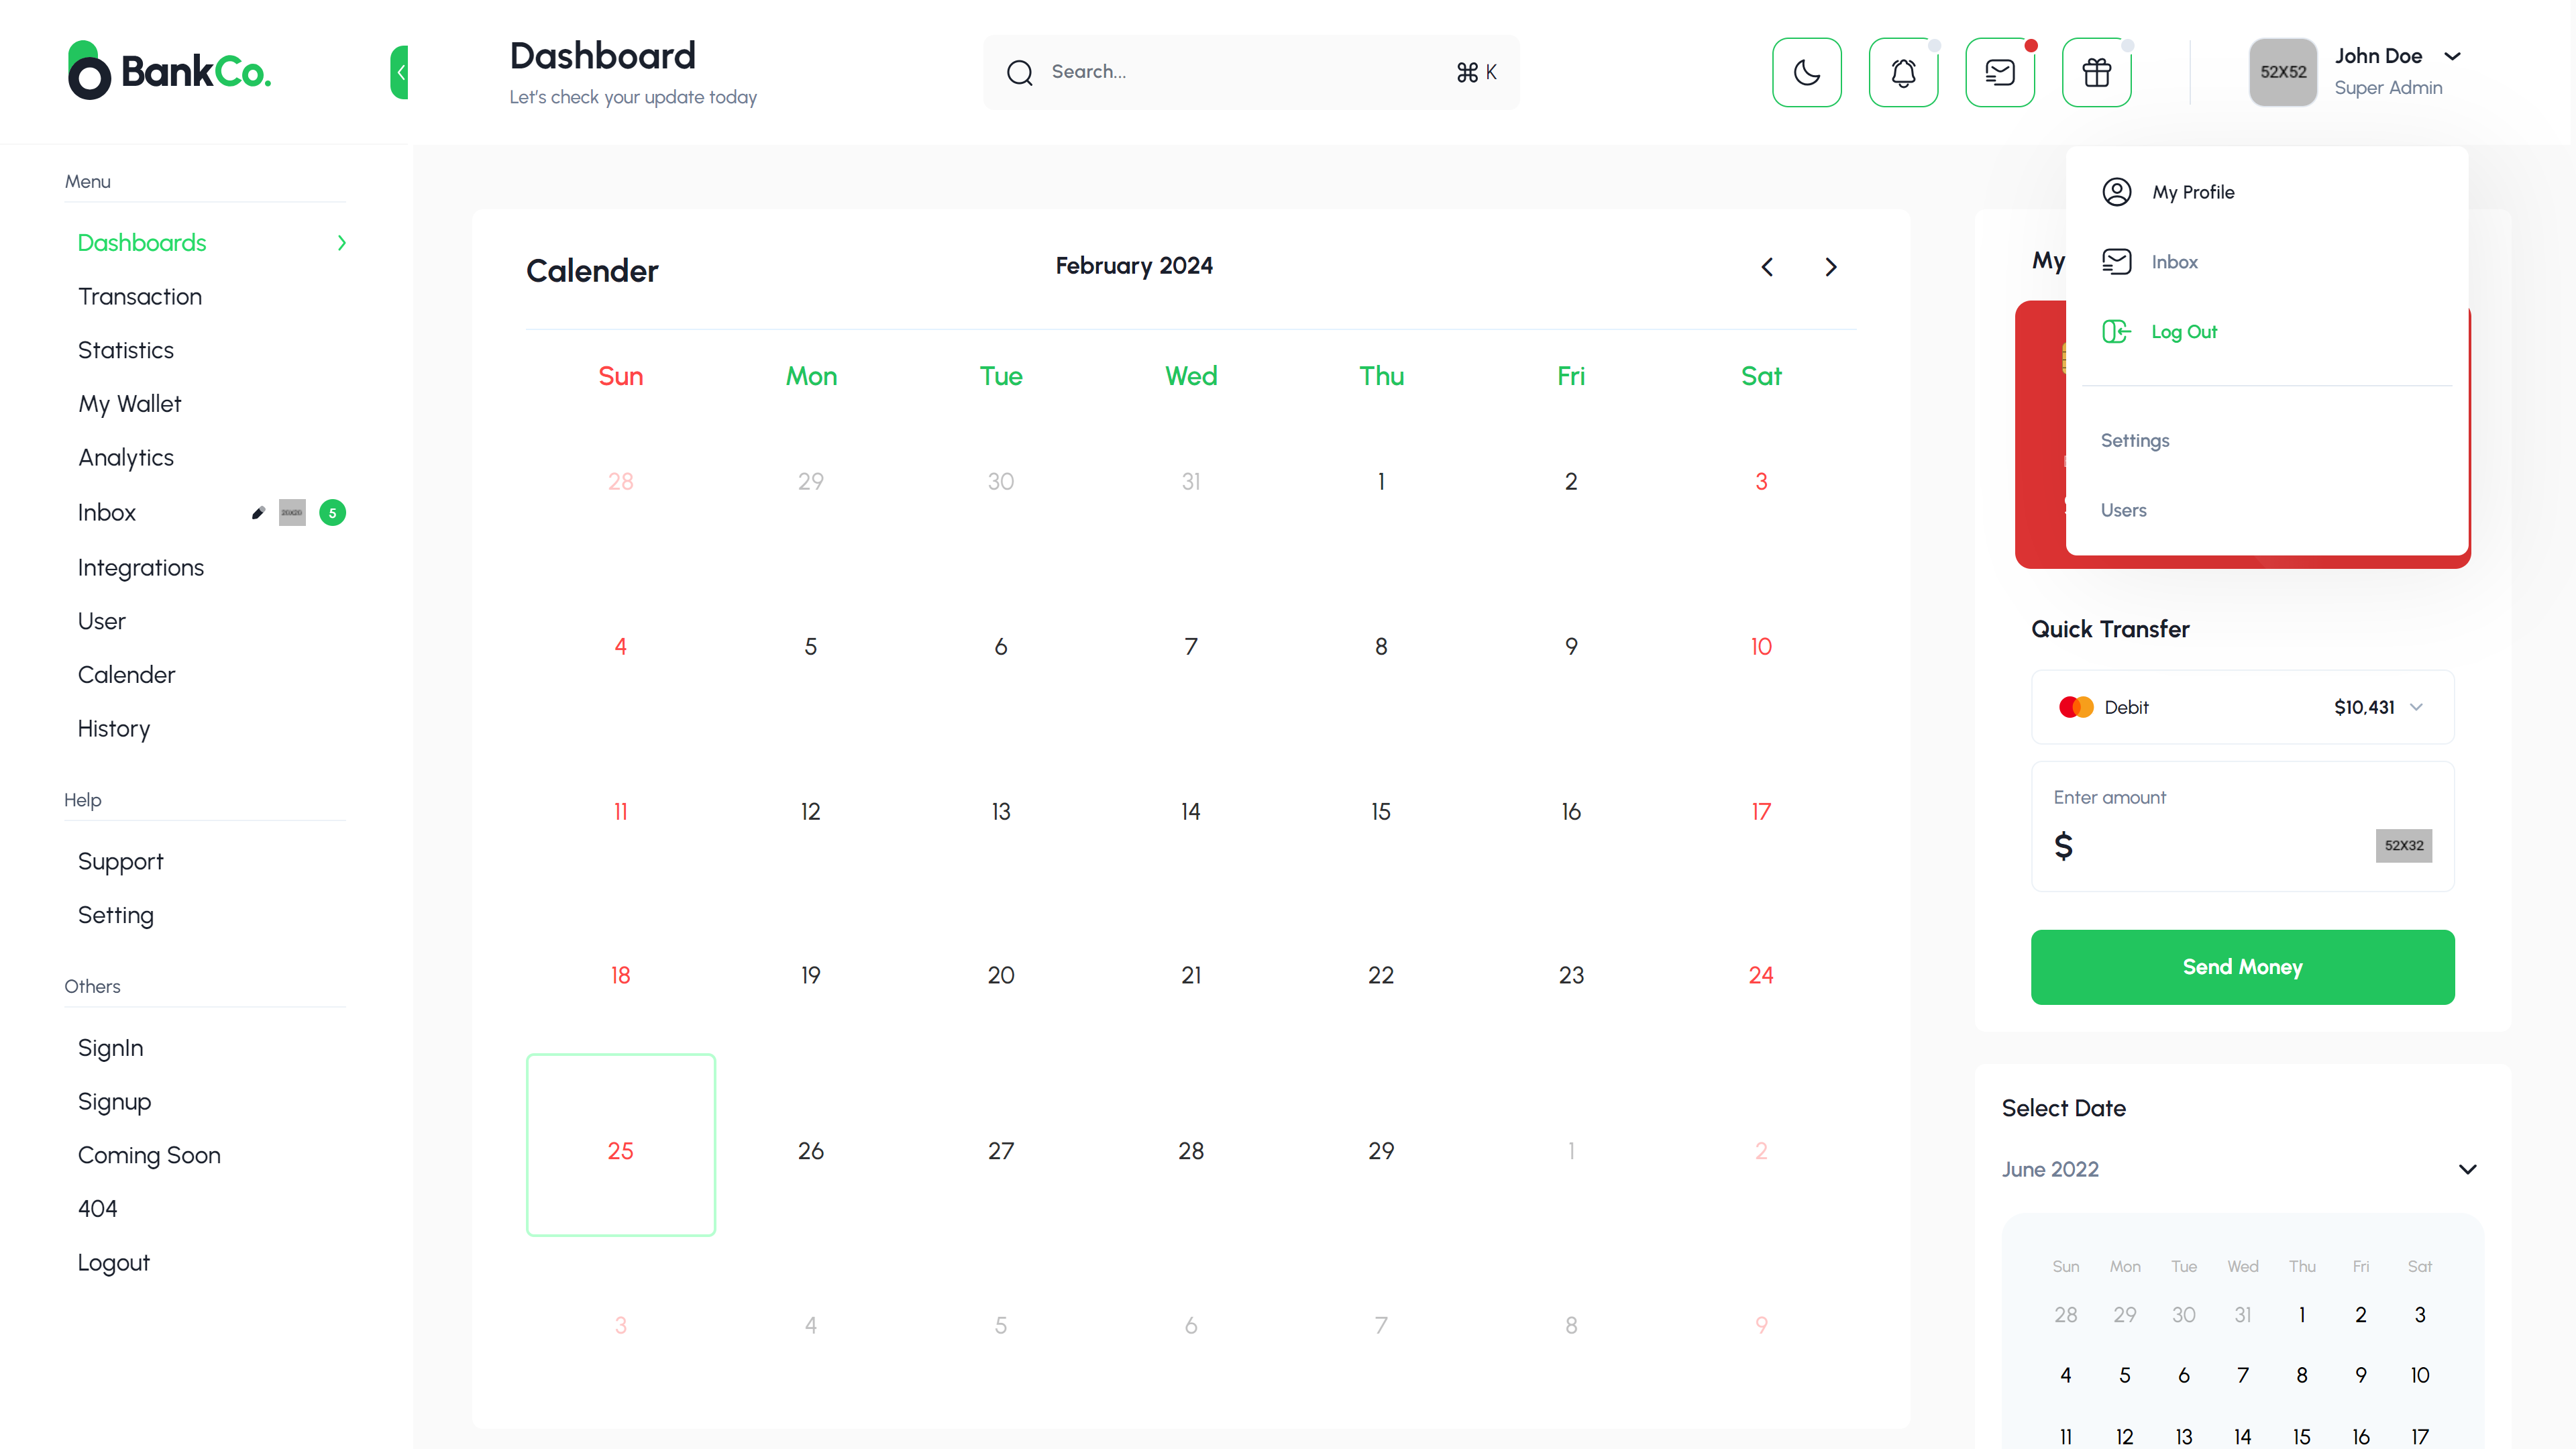 BankCo.
Dashboard
Let's check your update today
Search...
⌘ K
52X52
John Doe
Super Admin
Menu
Dashboards
Transaction
Statistics
My Wallet
Analytics
Inbox
20X20
5
Integrations
User
Calender
History
Help
Support
Setting
Others
SignIn
Signup
Coming Soon
404
Logout
Calender
February 2024
Sun Mon Tue Wed Thu Fri Sat
28 29 30 31 1 2 3
4 5 6 7 8 9 10
11 12 13 14 15 16 17
18 19 20 21 22 23 24
25 26 27 28 29 1 2
3 4 5 6 7 8 9
My
My Profile
Inbox
Log Out
Settings
Users
Quick Transfer
Debit
$10,431
Enter amount
$
52X32
Send Money
Select Date
June 2022
Sun Mon Tue Wed Thu Fri Sat
28 29 30 31 1 2 3
4 5 6 7 8 9 10
11 12 13 14 15 16 17